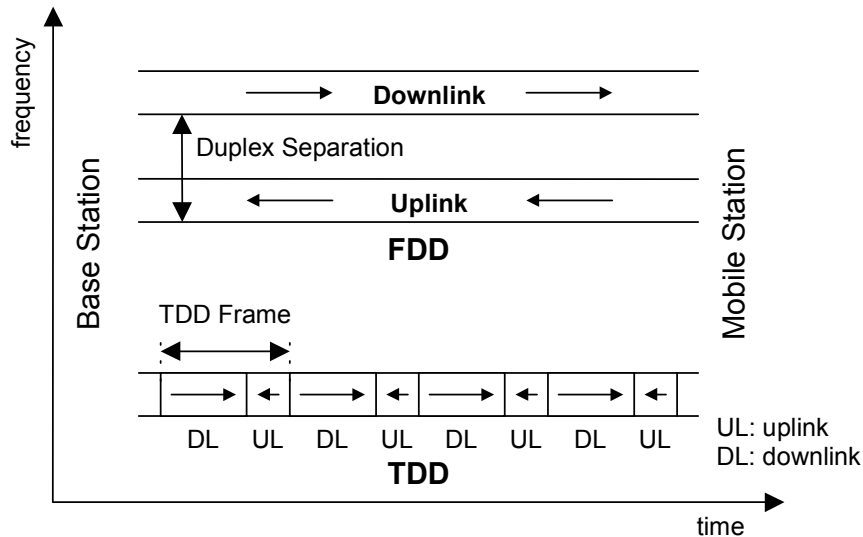 frequency
Base Station
Downlink
Duplex Separation
Uplink
FDD
Mobile Station
TDD Frame
DL UL DL UL DL UL DL UL
TDD
UL: uplink
DL: downlink
time